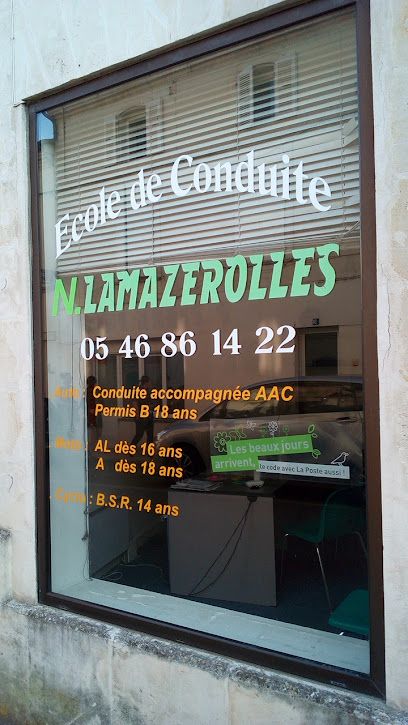 Ecole de Conduite
N. LAMAZEROLLES
05 46 86 14 22
Auto : Conduite accompagnée AAC
Permis B 18 ans
Moto : AL dès 16 ans
A dès 18 ans
Cyclo : B.S.R. 14 ans
Les beaux jours
arrivent,
le code avec La Poste aussi !